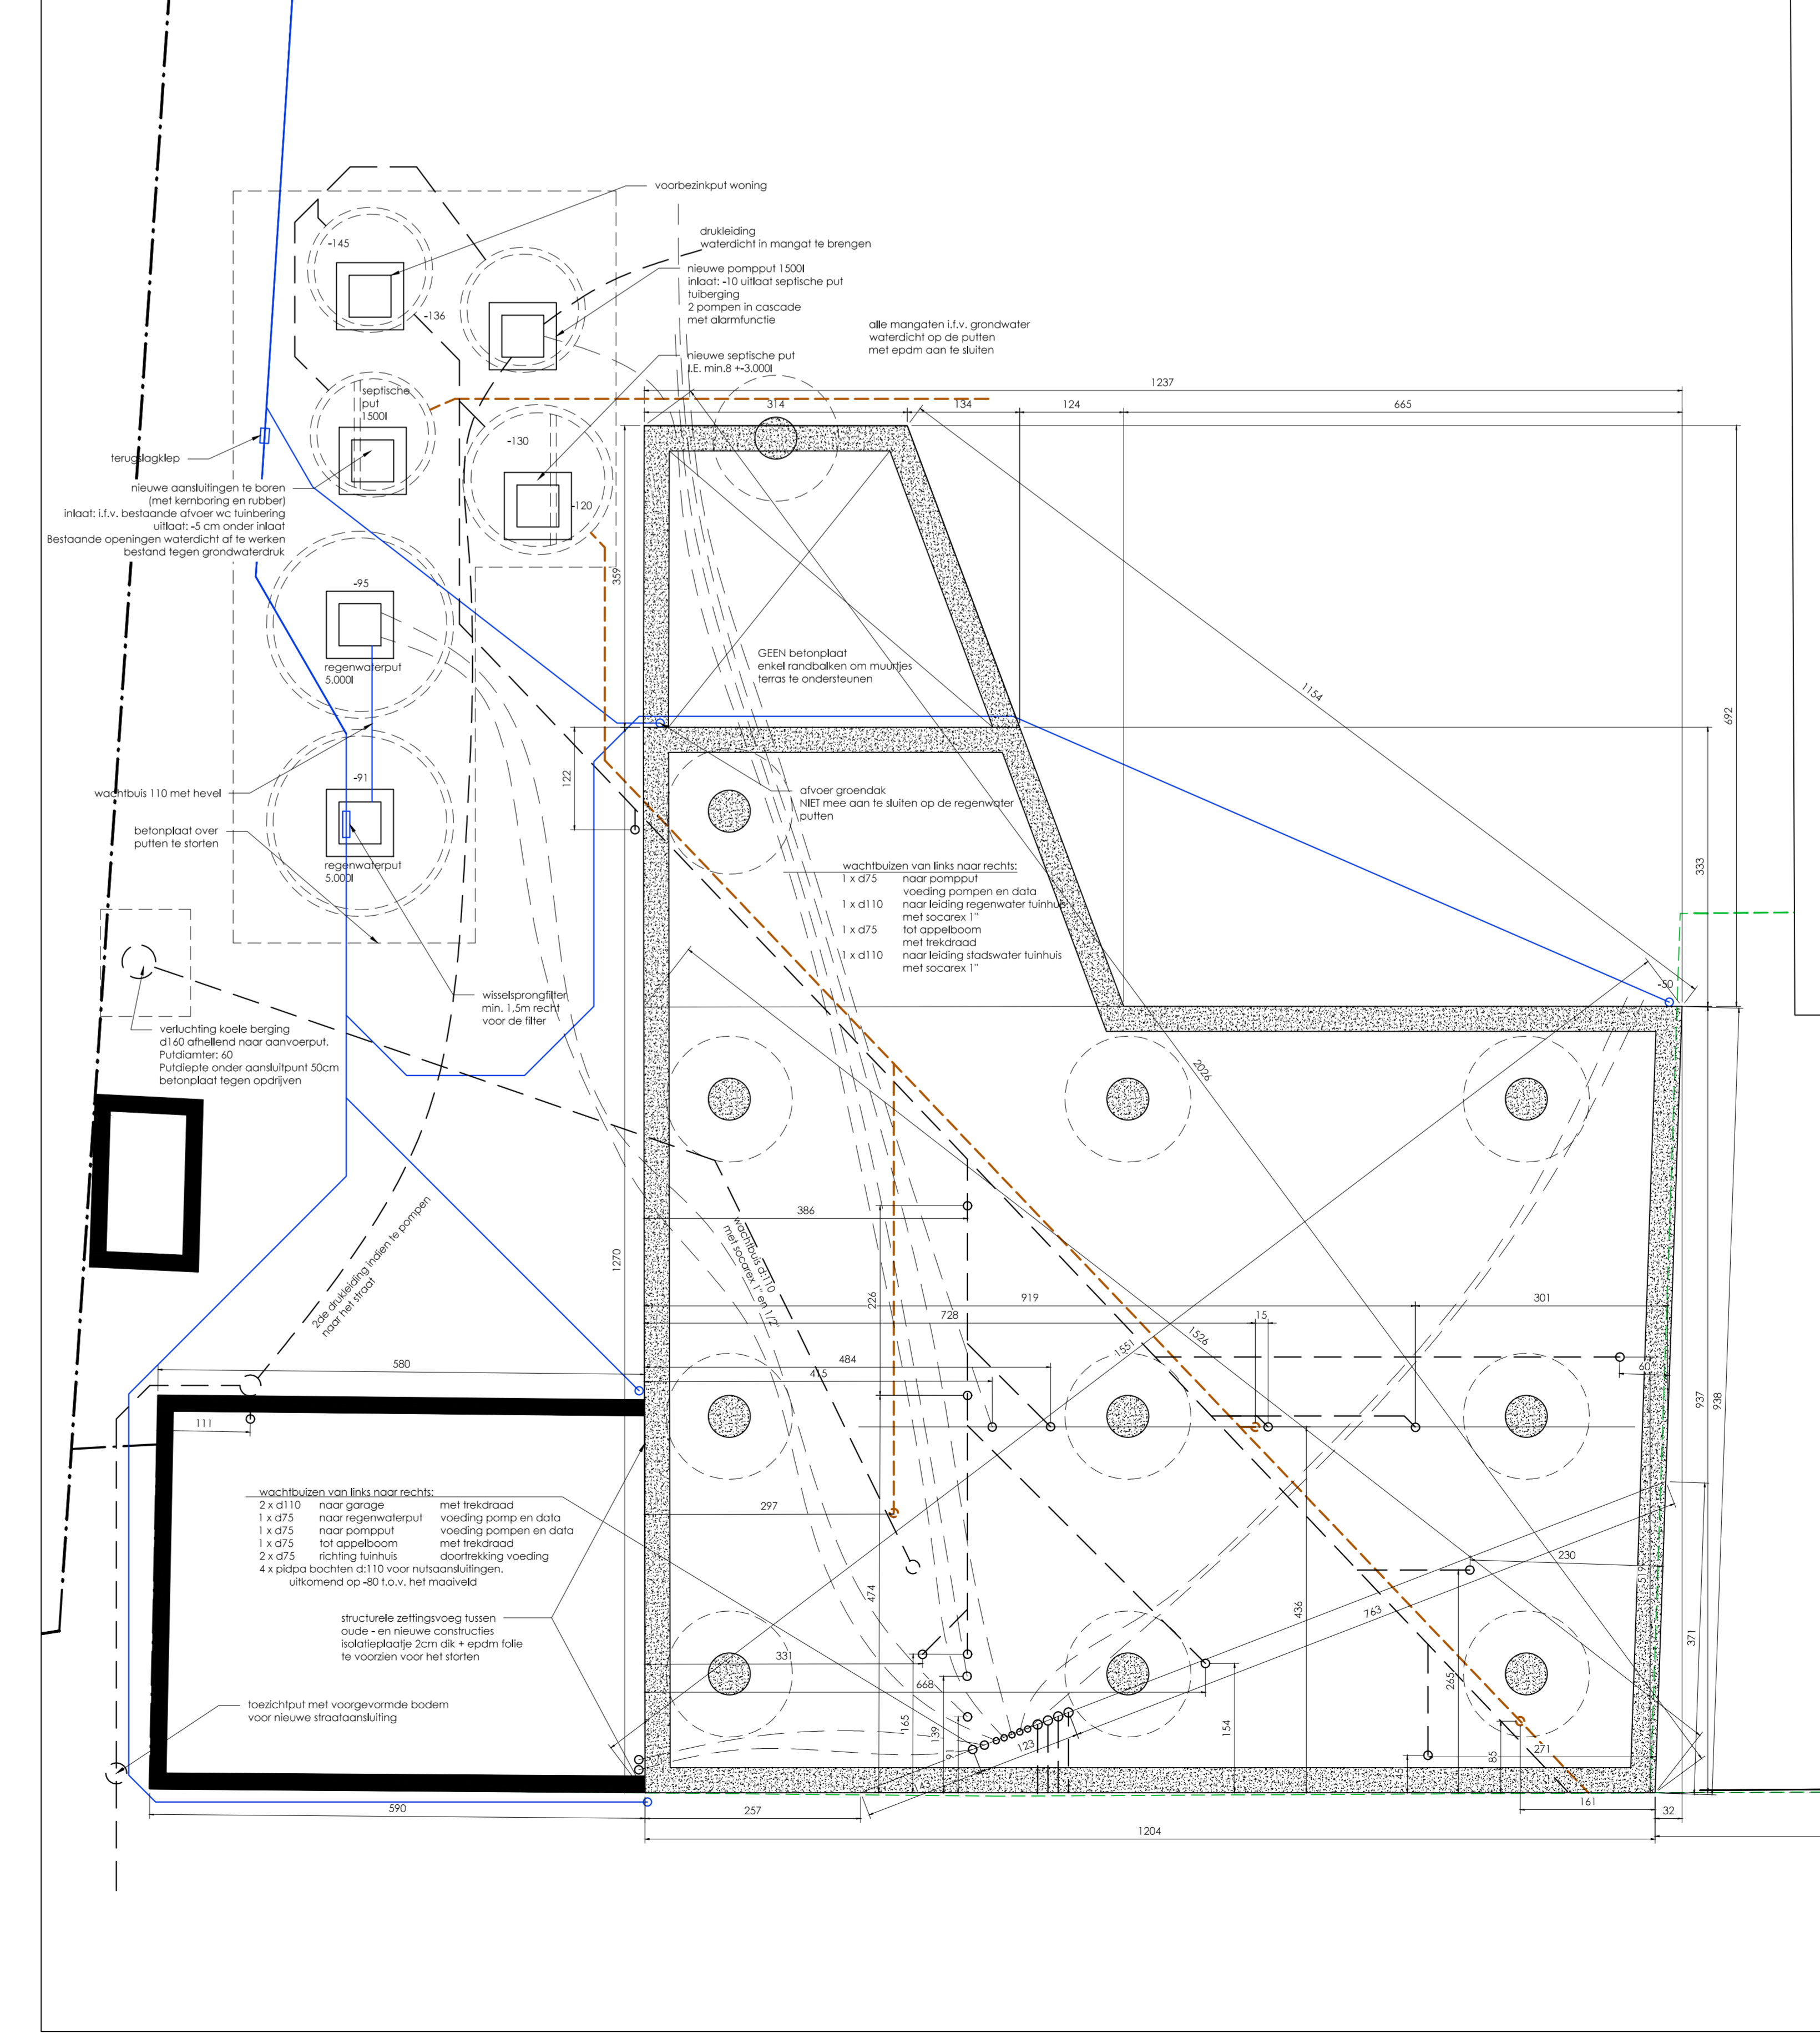 voorbezinkput woning
drukleiding
waterdicht in mangat te brengen
nieuwe pompput 1500l
inlaat: -10 uitlaat septische put
tuiberging
2 pompen in cascade
met alarmfunctie
alle mangaten i.f.v. grondwater
waterdicht op de putten
met epdm aan te sluiten
nieuwe septische put
I.E. min.8 +-3.000l
-145
-136
septische
put
1500l
-130
-120
terugslagklep
nieuwe aansluitingen te boren
(met kernboring en rubber)
inlaat: i.f.v. bestaande afvoer wc tuinbering
uitlaat: -5 cm onder inlaat
Bestaande openingen waterdicht af te werken
bestand tegen grondwaterdruk
-95
regenwaterput
5.000l
wachtbuis 110 met hevel
-91
betonplaat over
putten te storten
regenwaterput
5.000l
1237
314
134
124
665
359
GEEN betonplaat
enkel randbalken om muurtjes
terras te ondersteunen
1154
692
122
afvoer groendak
NIET mee aan te sluiten op de regenwater
putten
333
wachtbuizen van links naar rechts:
1 x d75 naar pompput
voeding pompen en data
1 x d110 naar leiding regenwater tuinhuis
met socarex 1"
1 x d75 tot appelboom
met trekdraad
1 x d110 naar leiding stadswater tuinhuis
met socarex 1"
-50
wisselsprongfilter
min. 1,5m recht
voor de filter
verluchting koele berging
d160 afhellend naar aanvoerput.
Putdiamter: 60
Putdiepte onder aansluitpunt 50cm
betonplaat tegen opdrijven
2026
386
wachtbuis d:110
met socarex 1" en 1/2"
2de drukleiding indien te pompen
naar het straat
1270
226
919
301
728
15
1526
1551
484
415
60
580
937
938
111
297
wachtbuizen van links naar rechts:
2 x d110 naar garage met trekdraad
1 x d75 naar regenwaterput voeding pomp en data
1 x d75 naar pompput voeding pompen en data
1 x d75 tot appelboom met trekdraad
2 x d75 richting tuinhuis doortrekking voeding
4 x pidpa bochten d:110 voor nutsaansluitingen.
uitkomend op -80 t.o.v. het maaiveld
230
519
474
436
763
371
structurele zettingsvoeg tussen
oude - en nieuwe constructies
isolatieplaatje 2cm dik + epdm folie
te voorzien voor het storten
331
668
265
toezichtput met voorgevormde bodem
voor nieuwe straataansluiting
165
139
91
123
154
85
271
45
590
257
161
32
1204